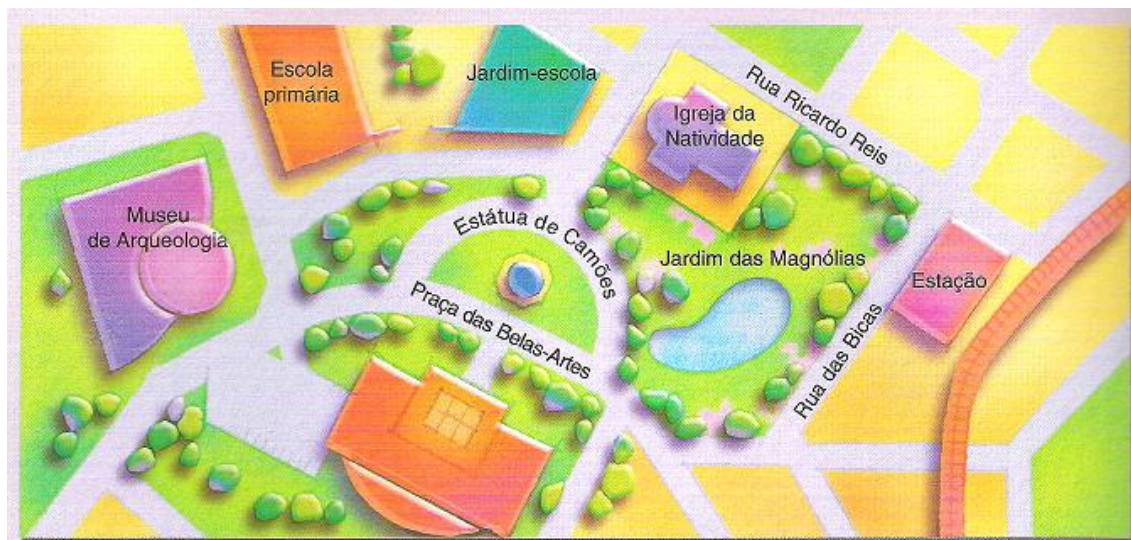 Escola
primária
Jardim-escola
Rua Ricardo Reis
Igreja da
Natividade
Museu
de Arqueologia
Estátua de Camões
Jardim das Magnólias
Estação
Praça das Belas-Artes
Rua das Bicas